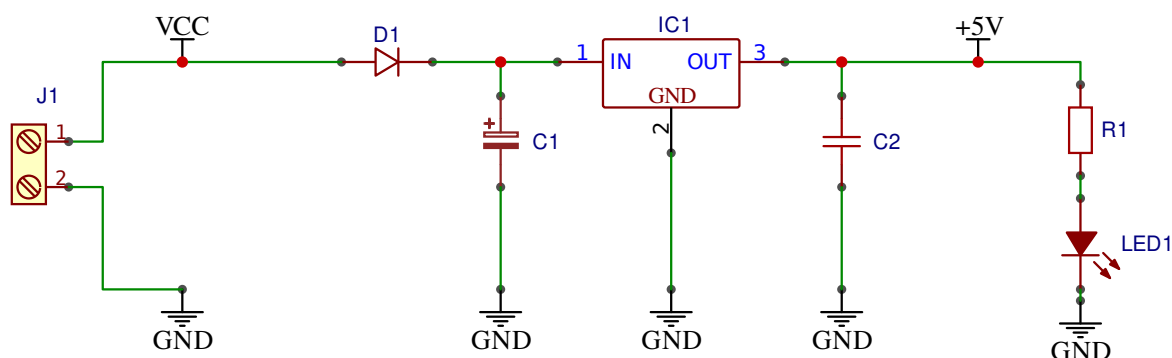 VCC
D1
IC1
+5V
1
IN
OUT
3
GND
J1
1
2
+
C1
2
C2
R1
LED1
GND
GND
GND
GND
GND